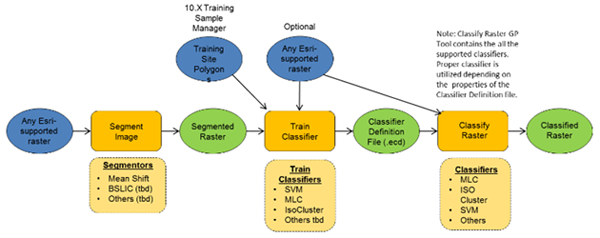 10.X Training
Sample
Manager
Optional
Training
Site
Polygon
s
Any Esri-
supported
raster
Note: Classify Raster GP
Tool contains the all the
supported classifiers.
Proper classifier is
utilized depending on
the properties of the
Classifier Definition file.
Any Esri-
supported
raster
Segment
Image
Segmented
Raster
Train
Classifier
Classifier
Definition
File (.ecd)
Classify
Raster
Classified
Raster
Segmentors
• Mean Shift
• BSLIC (tbd)
• Others (tbd)
Train
Classifiers
• SVM
• MLC
• IsoCluster
• Others tbd
Classifiers
• MLC
• ISO
Cluster
• SVM
• Others